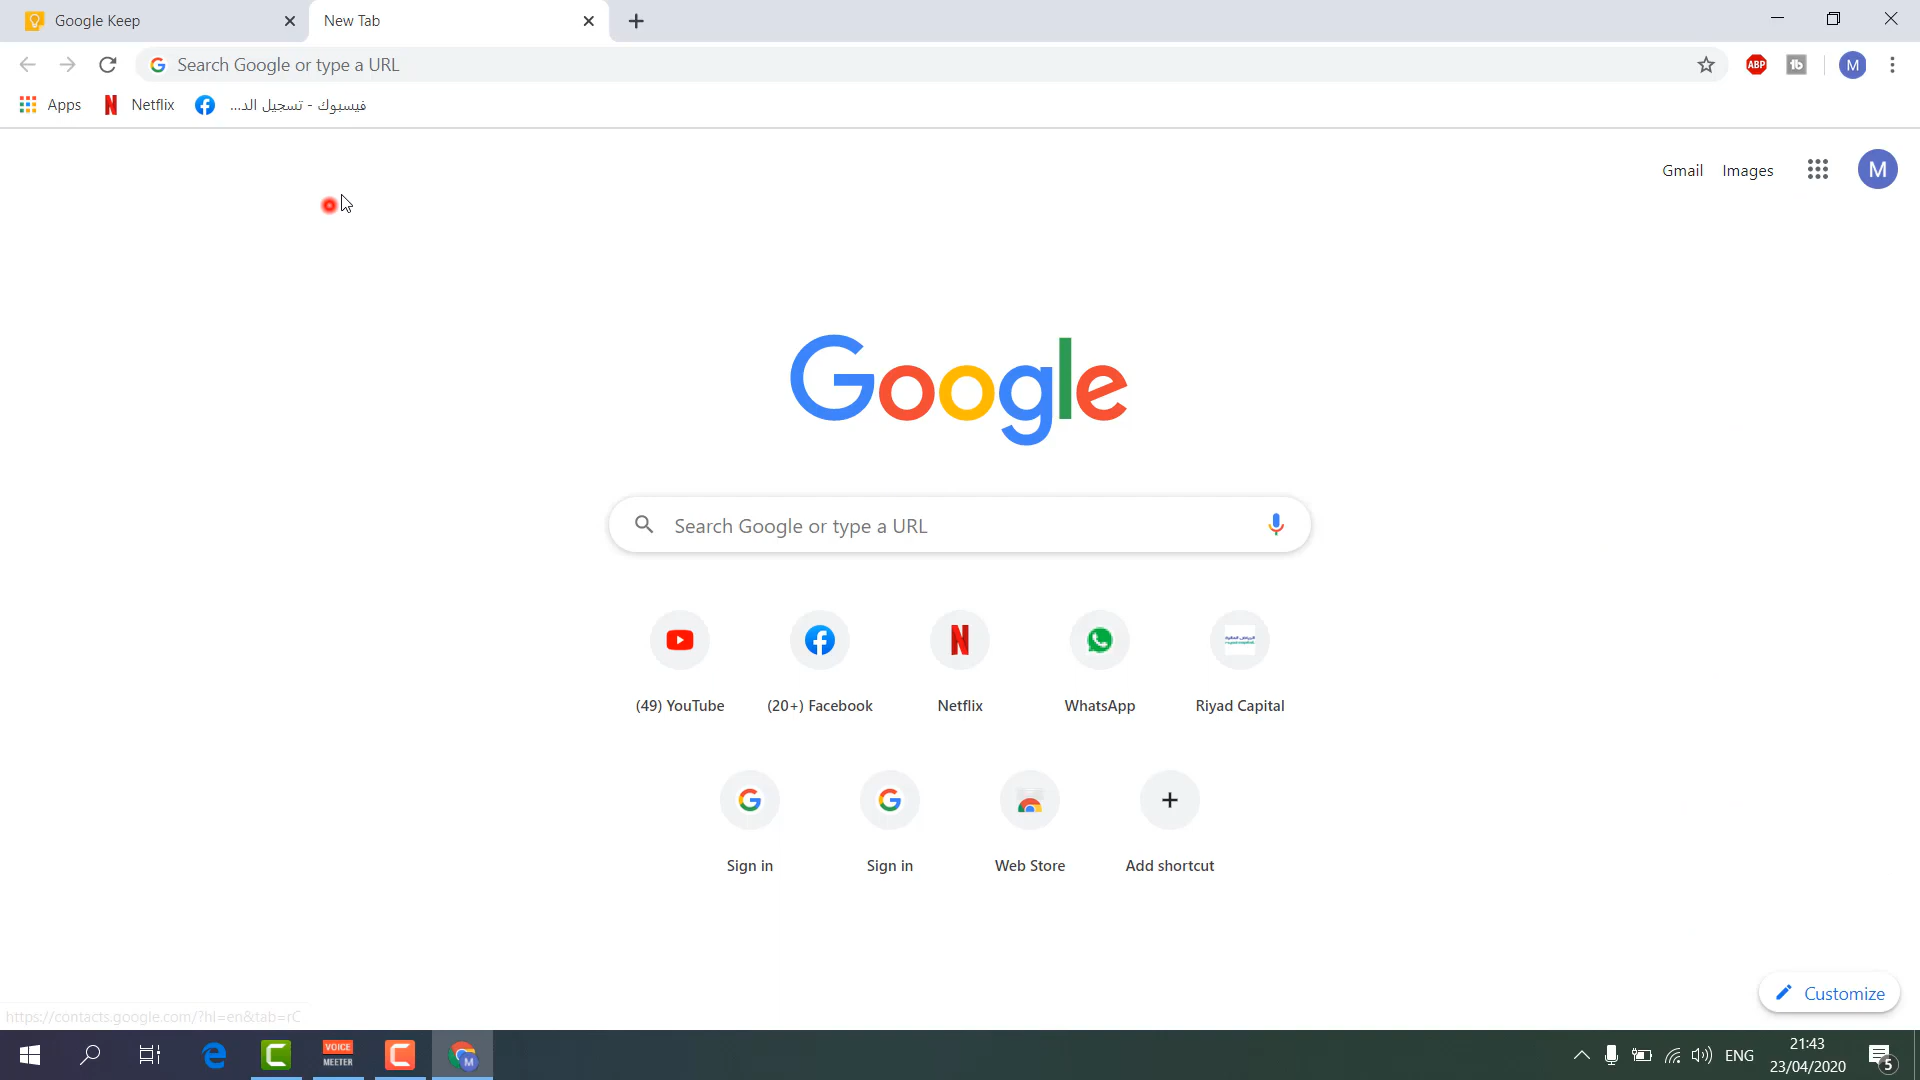 Google Keep
New Tab
Search Google or type a URL
ABP
M
Apps
Netflix
فيسبوك - تسجيل الد...
Gmail
Images
M
Google
Search Google or type a URL
(49) YouTube
(20+) Facebook
Netflix
WhatsApp
Riyad Capital
Sign in
Sign in
Web Store
Add shortcut
Customize
https://contacts.google.com/?hl=en&tab=rC
VOICE
MEETER
M
ENG
21:43
23/04/2020
5